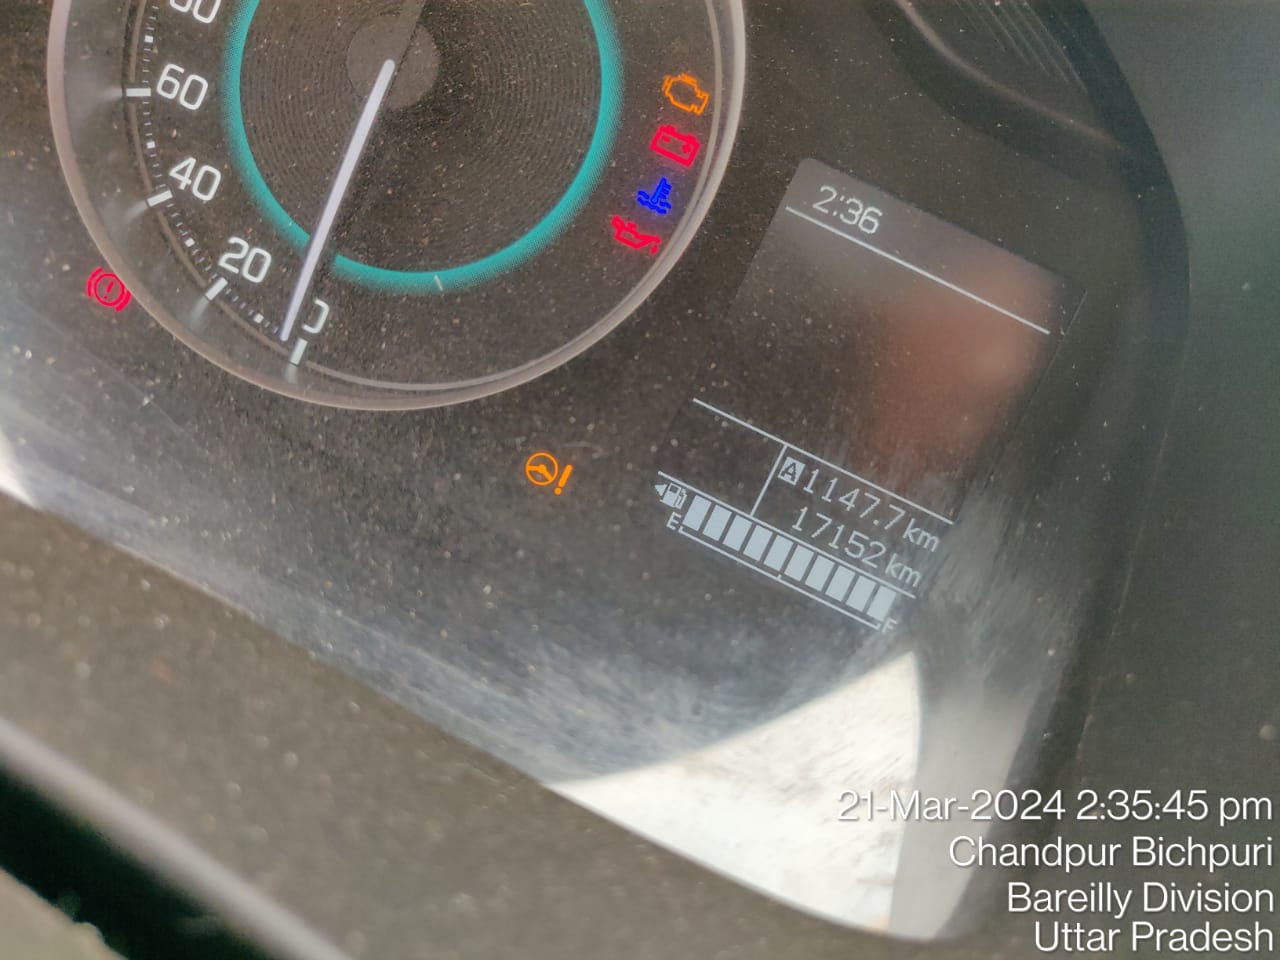 60
40
20
0
2:36
A 1147.7 km
17152 km
E
F
21-Mar-2024 2:35:45 pm
Chandpur Bichpuri
Bareilly Division
Uttar Pradesh